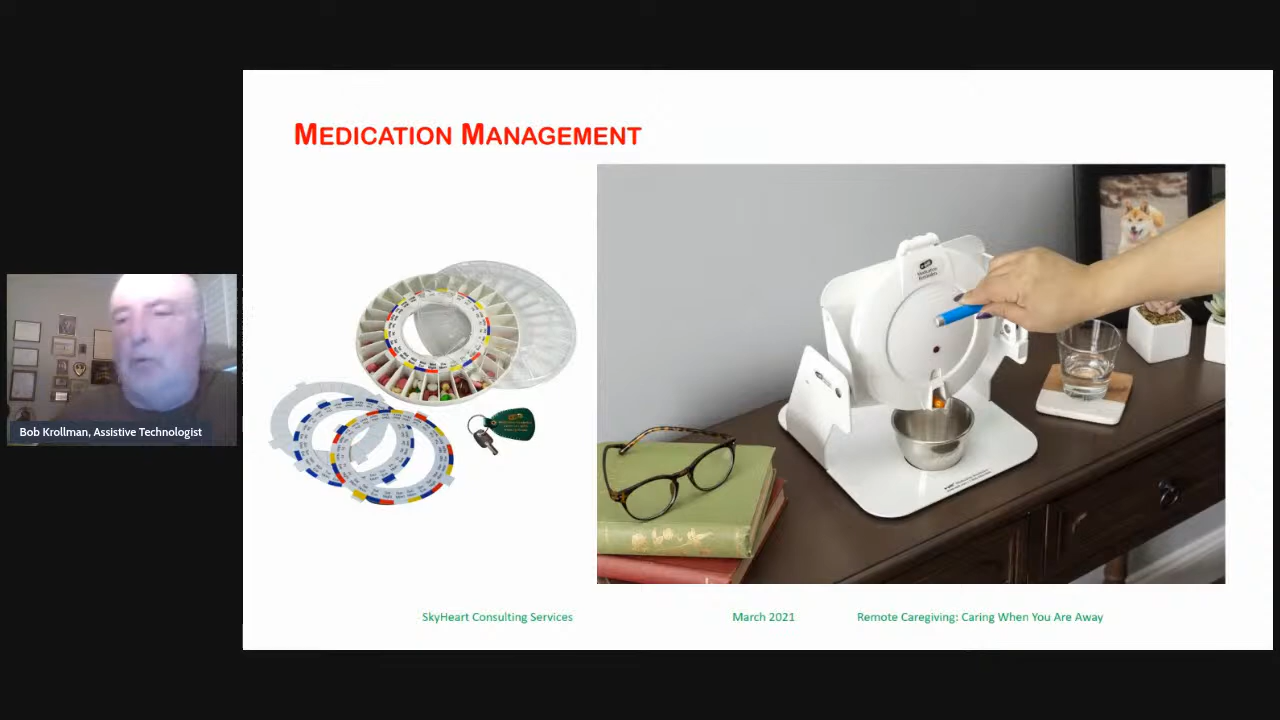 MEDICATION MANAGEMENT
Bob Krollman, Assistive Technologist
SkyHeart Consulting Services
March 2021
Remote Caregiving: Caring When You Are Away